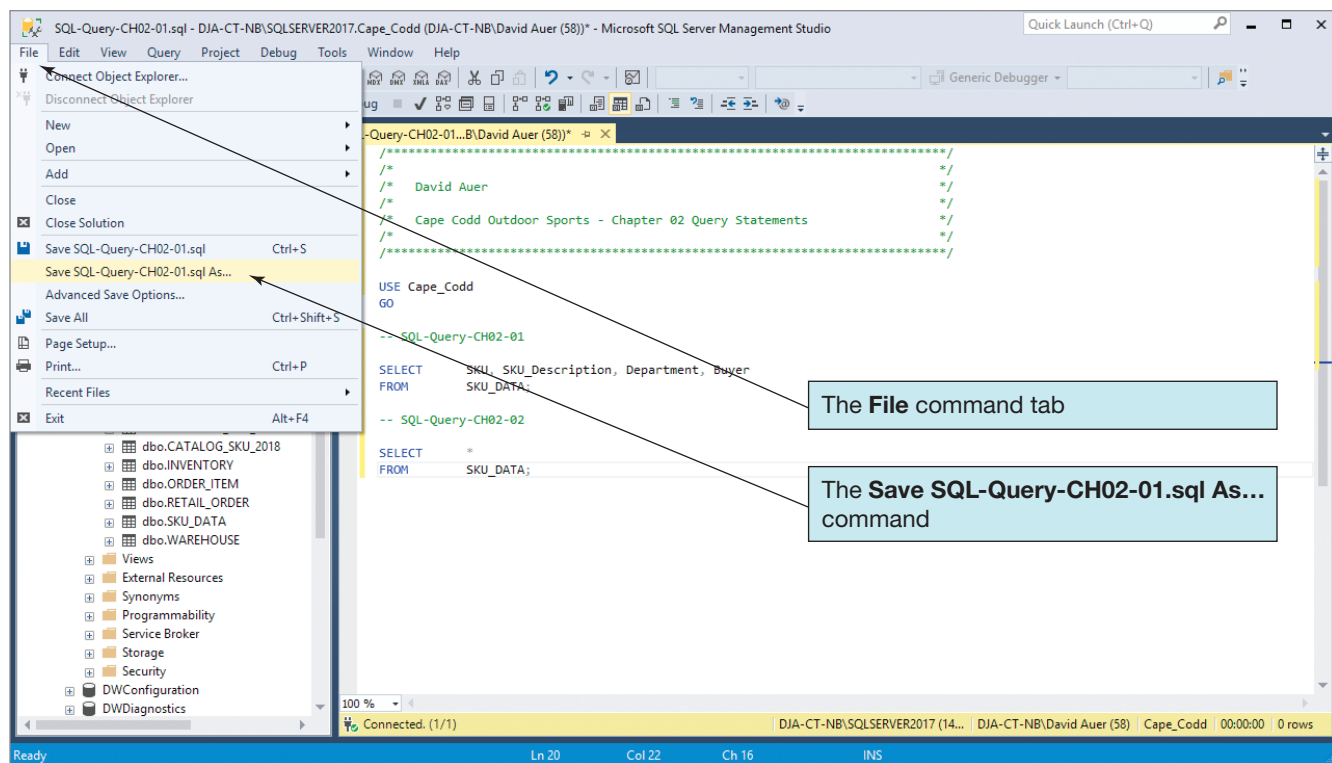 SQL-Query-CH02-01.sql - DJA-CT-NB\SQLSERVER2017.Cape_Codd (DJA-CT-NB\David Auer (58))* - Microsoft SQL Server Management Studio
Quick Launch (Ctrl+Q)
File Edit View Query Project Debug Tools Window Help
Connect Object Explorer...
Generic Debugger
Disconnect Object Explorer
ug
New
-Query-CH02-01...B\David Auer (58))*
Open
Add
Close
Close Solution
Save SQL-Query-CH02-01.sql Ctrl+S
Save SQL-Query-CH02-01.sql As...
Advanced Save Options...
Save All Ctrl+Shift+S
Page Setup...
Print... Ctrl+P
Recent Files
Exit Alt+F4
dbo.CATALOG_SKU_2018
dbo.INVENTORY
dbo.ORDER_ITEM
dbo.RETAIL_ORDER
dbo.SKU_DATA
dbo.WAREHOUSE
Views
External Resources
Synonyms
Programmability
Service Broker
Storage
Security
DWConfiguration
DWDiagnostics
/***************************************************************************/
/* */
/* David Auer */
/* */
/* Cape Codd Outdoor Sports - Chapter 02 Query Statements */
/* */
/***************************************************************************/
USE Cape_Codd
GO
-- SQL-Query-CH02-01
SELECT SKU, SKU_Description, Department, Buyer
FROM SKU_DATA;
-- SQL-Query-CH02-02
SELECT *
FROM SKU_DATA;
The File command tab
The Save SQL-Query-CH02-01.sql As...
command
100 %
Connected. (1/1) DJA-CT-NB\SQLSERVER2017 (14... DJA-CT-NB\David Auer (58) Cape_Codd 00:00:00 0 rows
Ready Ln 20 Col 22 Ch 16 INS